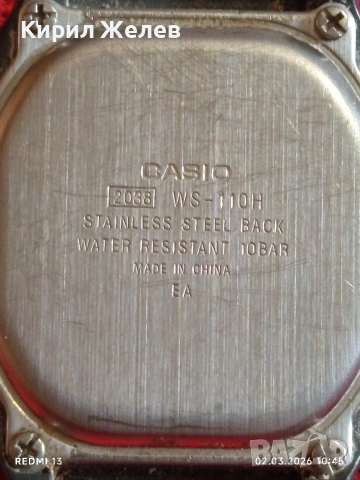 Кирил Желев
CASIO
2038 WS-110H
STAINLESS STEEL BACK
WATER RESISTANT 10BAR
MADE IN CHINA
EA
REDMI 13
02.03.2026 10:45